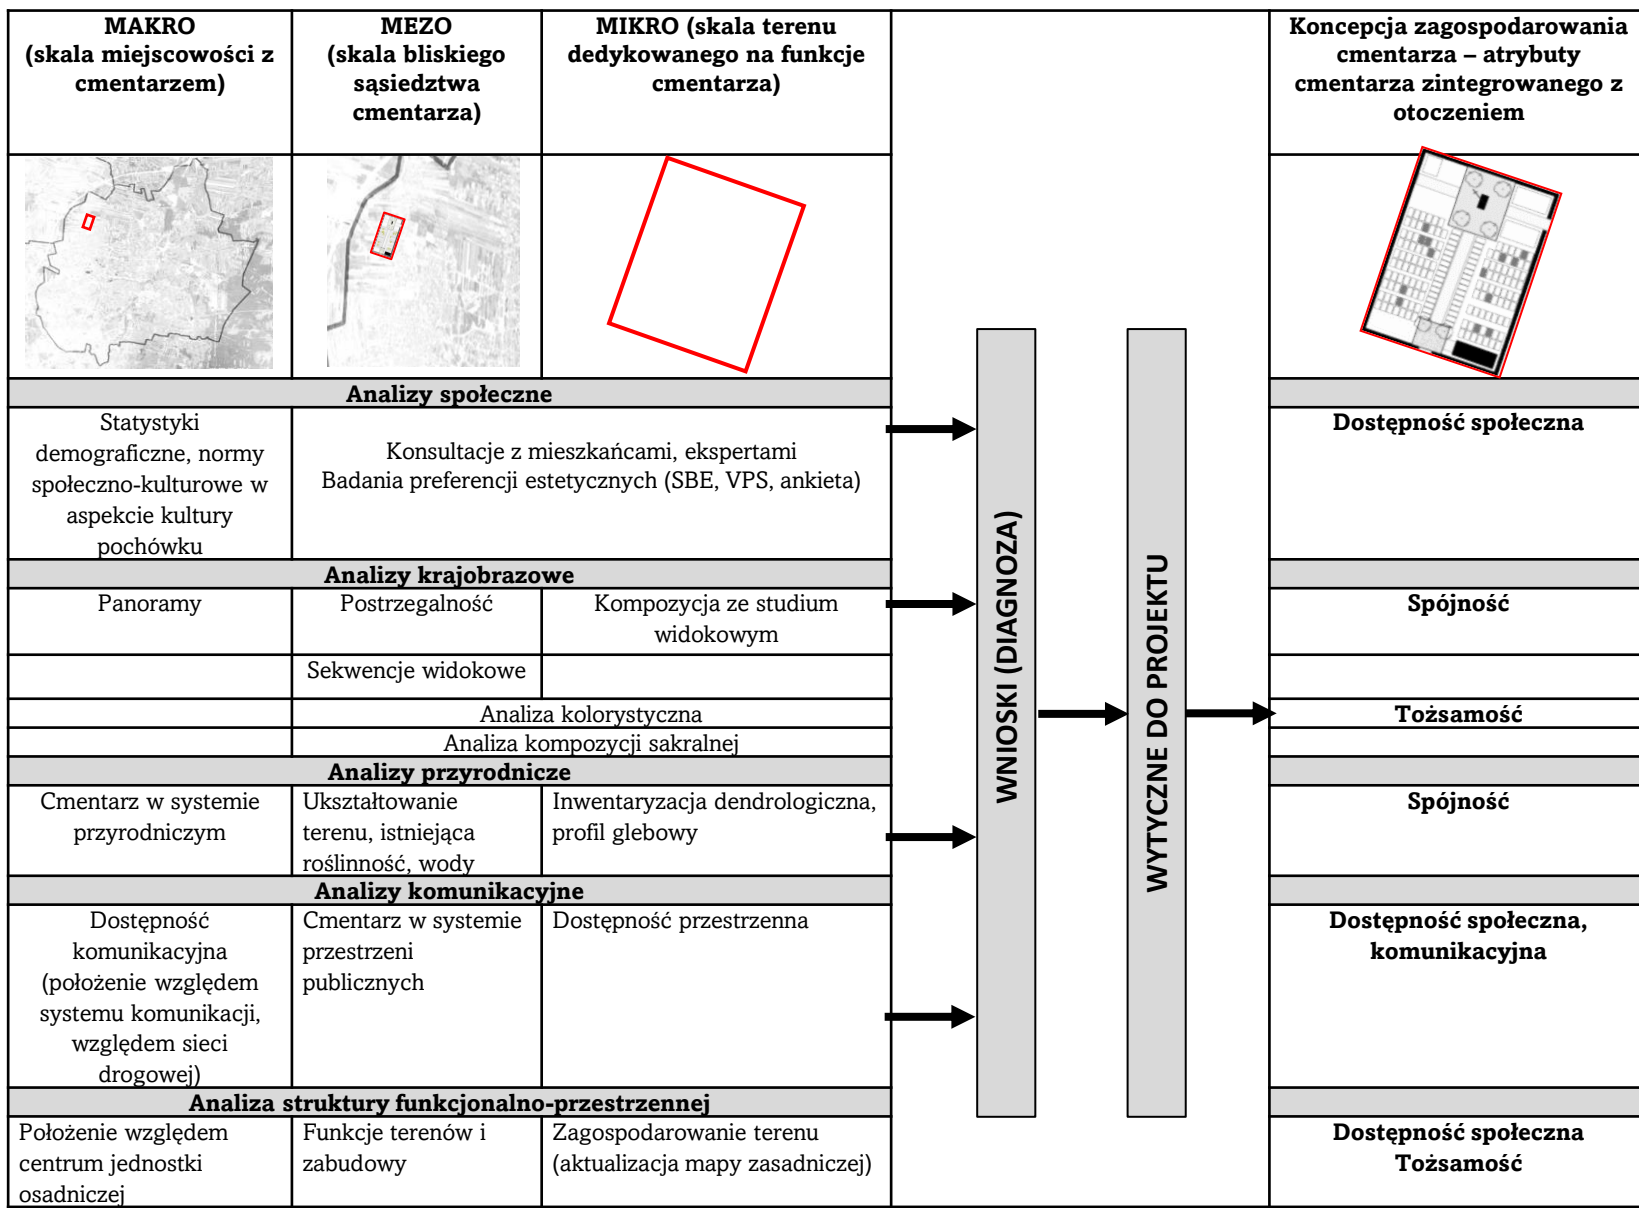 MAKRO
(skala miejscowości z
cmentarzem)
MEZO
(skala bliskiego
sąsiedztwa
cmentarza)
MIKRO (skala terenu
dedykowanego na funkcje
cmentarza)
Koncepcja zagospodarowania
cmentarza – atrybuty
cmentarza zintegrowanego z
otoczeniem
Analizy społeczne
Statystyki
demograficzne, normy
społeczno-kulturowe w
aspekcie kultury
pochówku
Konsultacje z mieszkańcami, ekspertami
Badania preferencji estetycznych (SBE, VPS, ankieta)
Dostępność społeczna
Analizy krajobrazowe
Panoramy
Postrzegalność
Kompozycja ze studium
widokowym
Spójność
Sekwencje widokowe
Analiza kolorystyczna
Tożsamość
Analiza kompozycji sakralnej
Analizy przyrodnicze
Cmentarz w systemie
przyrodniczym
Ukształtowanie
terenu, istniejąca
roślinność, wody
Inwentaryzacja dendrologiczna,
profil glebowy
Spójność
Analizy komunikacyjne
Dostępność
komunikacyjna
(położenie względem
systemu komunikacji,
względem sieci
drogowej)
Cmentarz w systemie
przestrzeni
publicznych
Dostępność przestrzenna
Dostępność społeczna,
komunikacyjna
Analiza struktury funkcjonalno-przestrzennej
Położenie względem
centrum jednostki
osadniczej
Funkcje terenów i
zabudowy
Zagospodarowanie terenu
(aktualizacja mapy zasadniczej)
Dostępność społeczna
Tożsamość
WNIOSKI (DIAGNOZA)
WYTYCZNE DO PROJEKTU